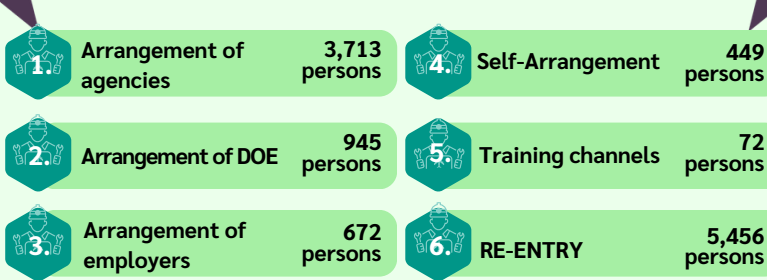 1.
Arrangement of
agencies
3,713
persons
2.
Arrangement of DOE
945
persons
3.
Arrangement of
employers
672
persons
4.
Self-Arrangement
449
persons
5.
Training channels
72
persons
6.
RE-ENTRY
5,456
persons